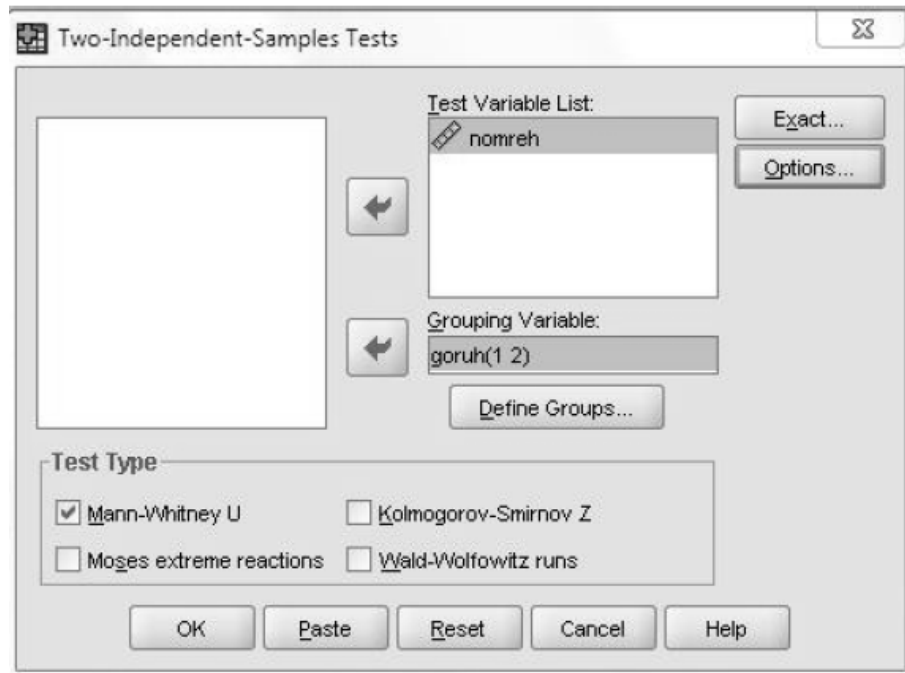 Two-Independent-Samples Tests
Test Variable List:
nomreh
Exact...
Options...
Grouping Variable:
goruh(1 2)
Define Groups...
Test Type
Mann-Whitney U
Kolmogorov-Smirnov Z
Moses extreme reactions
Wald-Wolfowitz runs
OK Paste Reset Cancel Help